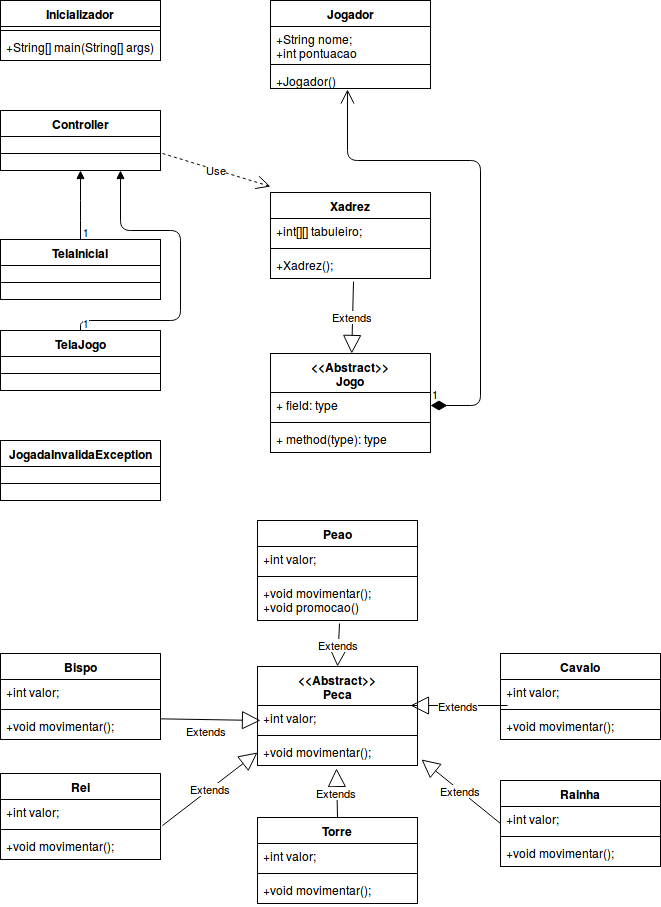 Inicializador
+String[] main(String[] args)
Jogador
+String nome;
+int pontuacao
+Jogador()
Controller
Use
Xadrez
+int[][] tabuleiro;
+Xadrez();
1
TelaInicial
Extends
1
TelaJogo
<<Abstract>>
Jogo
+ field: type
+ method(type): type
1
JogadaInvalidaException
Peao
+int valor;
+void movimentar();
+void promocao()
Extends
Bispo
+int valor;
+void movimentar();
Extends
<<Abstract>>
Peca
+int valor;
+void movimentar();
Cavalo
+int valor;
+void movimentar();
Extends
Rei
+int valor;
+void movimentar();
Extends
Extends
Extends
Torre
+int valor;
+void movimentar();
Rainha
+int valor;
+void movimentar();